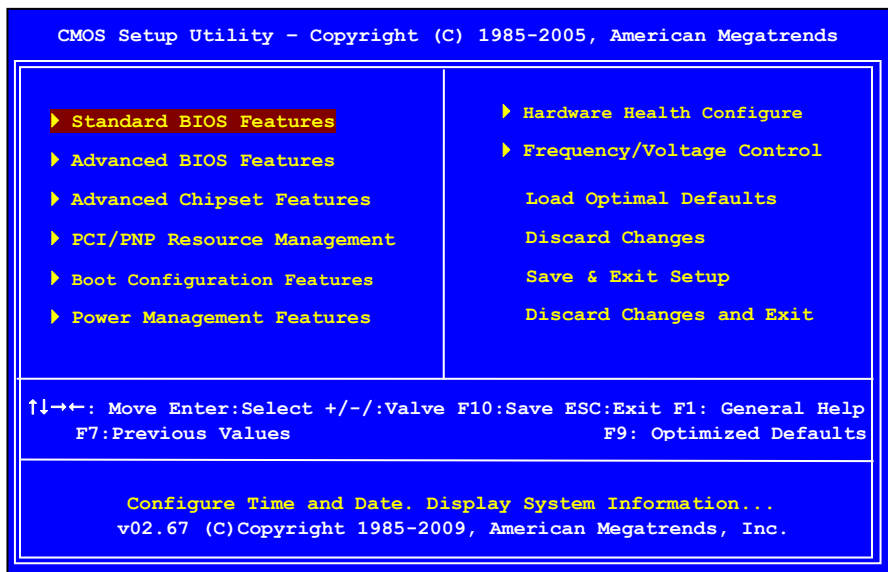 CMOS Setup Utility – Copyright (C) 1985-2005, American Megatrends
Standard BIOS Features
Advanced BIOS Features
Advanced Chipset Features
PCI/PNP Resource Management
Boot Configuration Features
Power Management Features
Hardware Health Configure
Frequency/Voltage Control
Load Optimal Defaults
Discard Changes
Save & Exit Setup
Discard Changes and Exit
↑↓→←: Move Enter:Select +/-/:Valve F10:Save ESC:Exit F1: General Help
F7:Previous Values F9: Optimized Defaults
Configure Time and Date. Display System Information...
v02.67 (C)Copyright 1985-2009, American Megatrends, Inc.